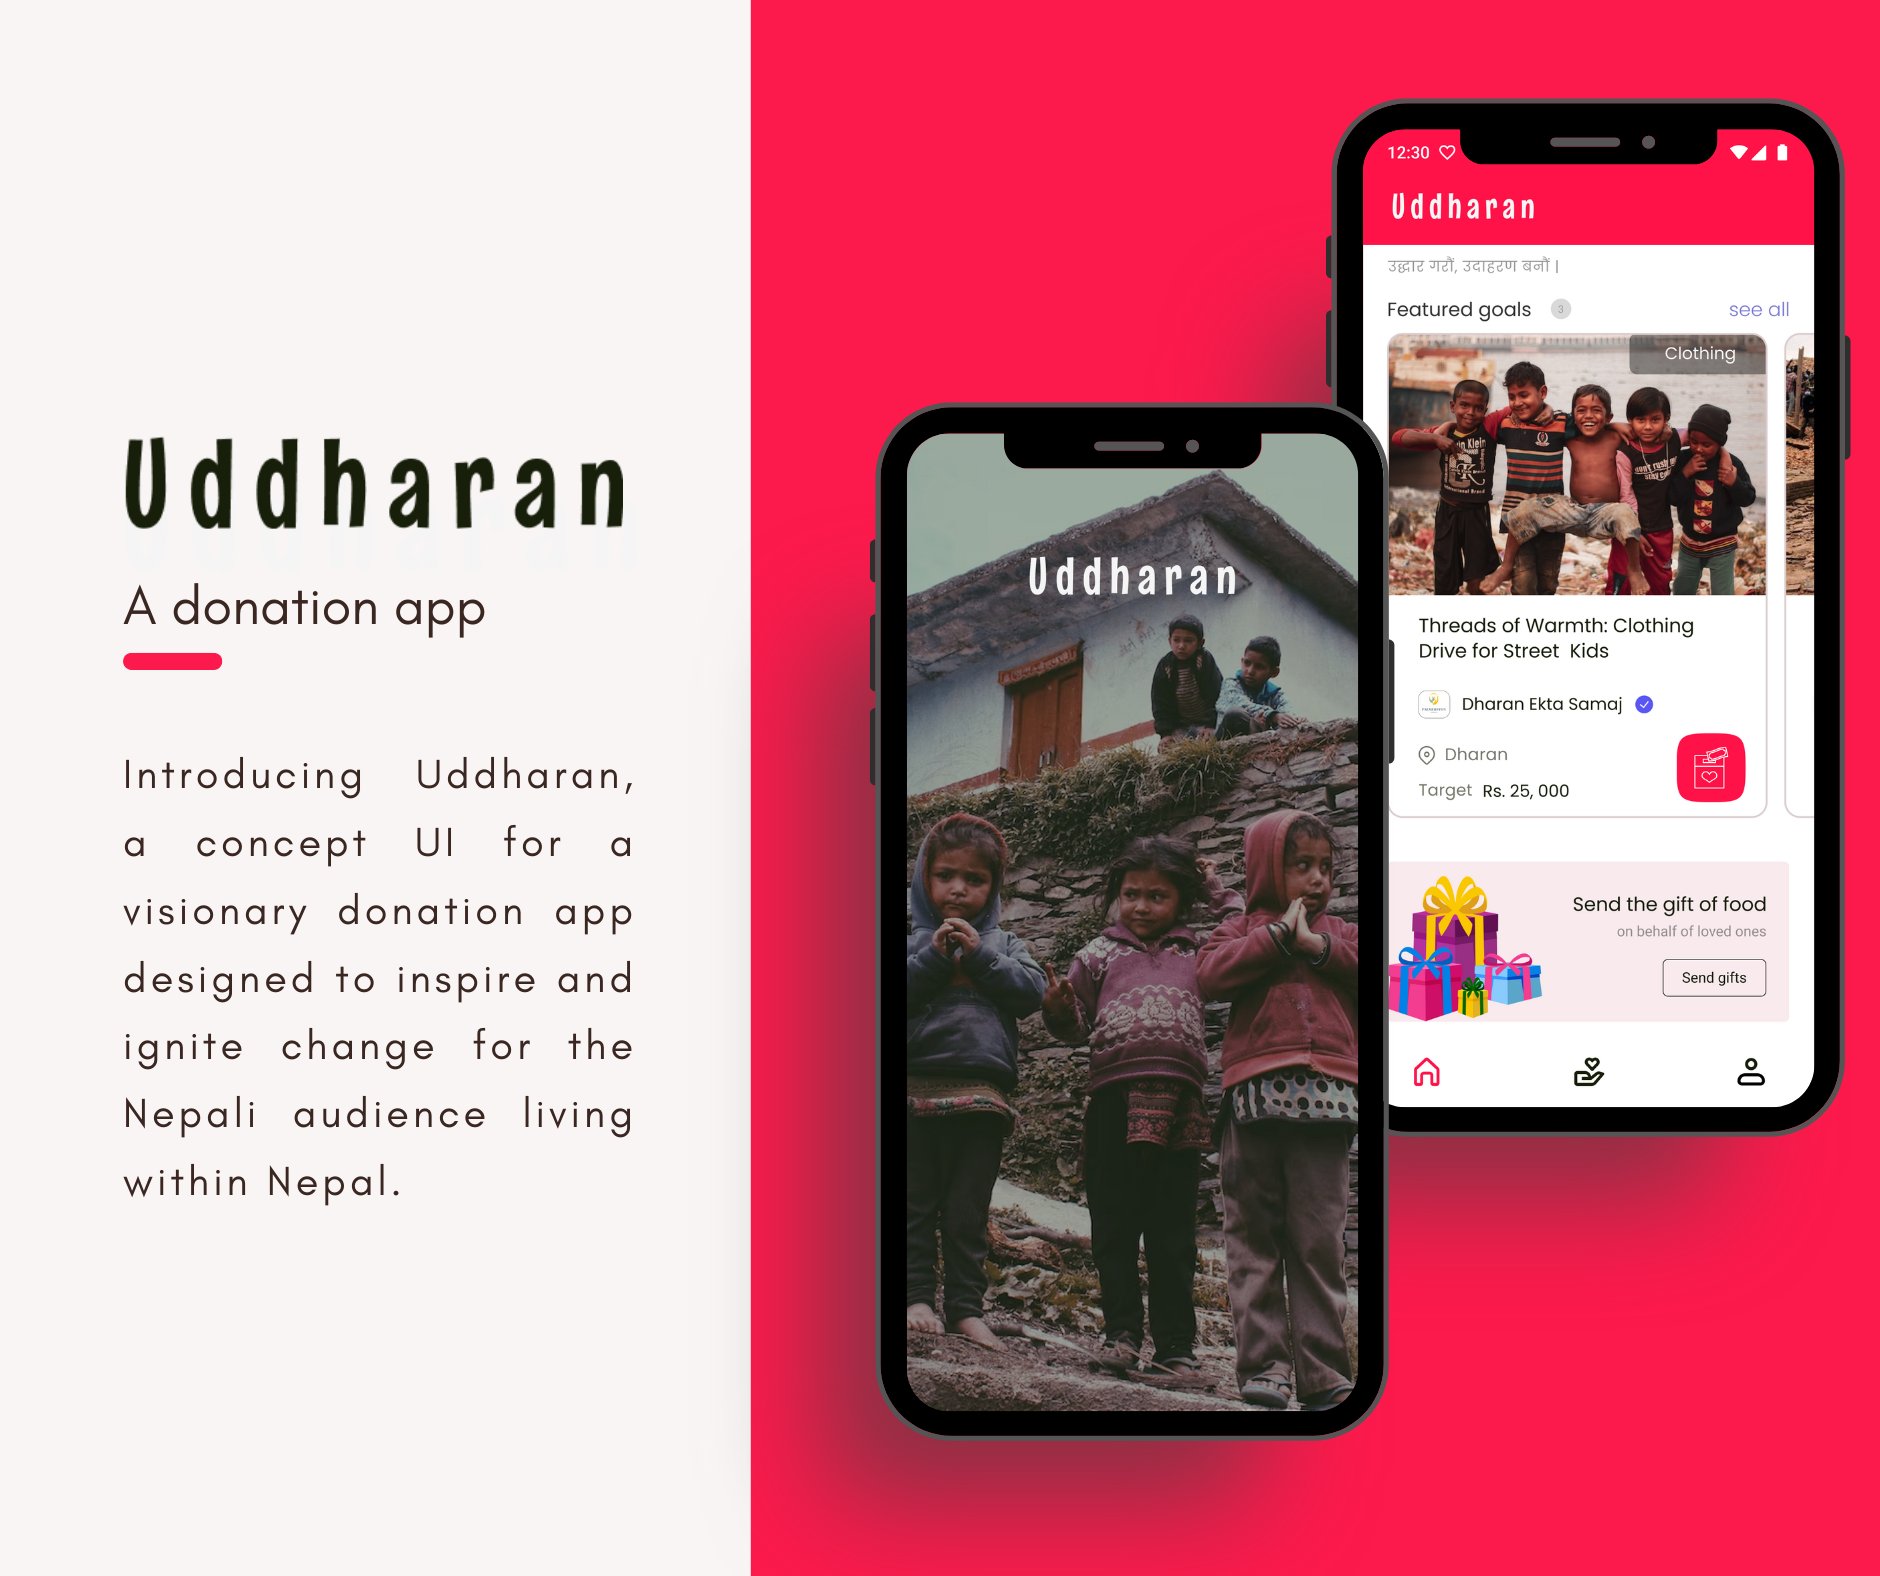 Uddharan
A donation app
Introducing Uddharan,
a concept UI for a
visionary donation app
designed to inspire and
ignite change for the
Nepali audience living
within Nepal.
Uddharan
12:30
Uddharan
उद्धार गरौं, उदाहरण बनौं |
Featured goals 3 see all
Clothing
Threads of Warmth: Clothing
Drive for Street Kids
Dharan Ekta Samaj
Dharan
Target Rs. 25, 000
Send the gift of food
on behalf of loved ones
Send gifts